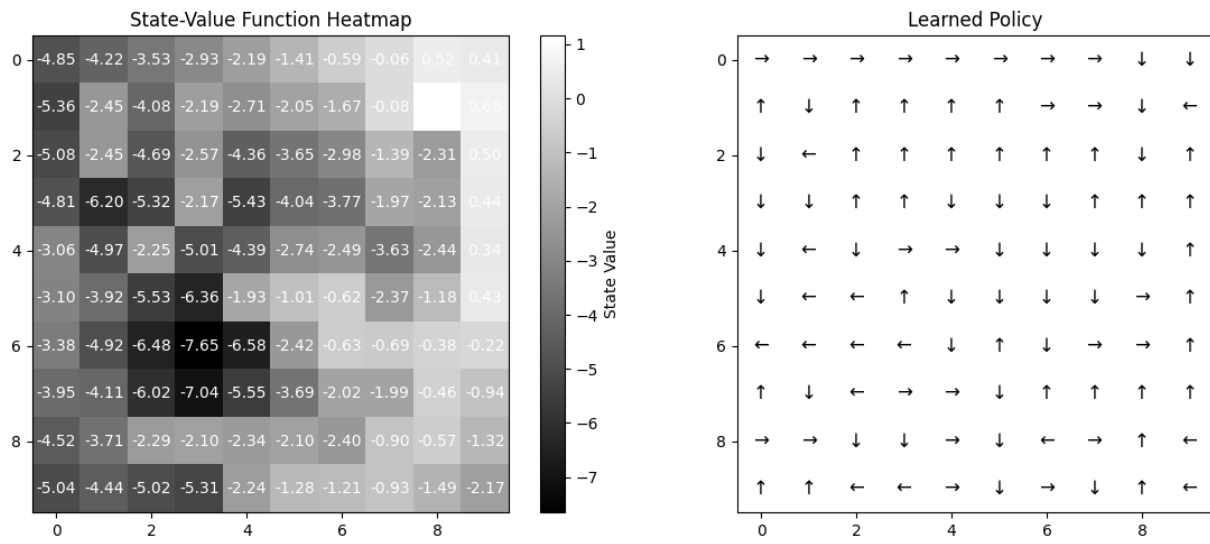 State-Value Function Heatmap
Learned Policy
0 -4.85 -4.22 -3.53 -2.93 -2.19 -1.41 -0.59 -0.06 0.52 0.41
-5.36 -2.45 -4.08 -2.19 -2.71 -2.05 -1.67 -0.08 0.68
2 -5.08 -2.45 -4.69 -2.57 -4.36 -3.65 -2.98 -1.39 -2.31 0.50
-4.81 -6.20 -5.32 -2.17 -5.43 -4.04 -3.77 -1.97 -2.13 0.44
4 -3.06 -4.97 -2.25 -5.01 -4.39 -2.74 -2.49 -3.63 -2.44 0.34
-3.10 -3.92 -5.53 -6.36 -1.93 -1.01 -0.62 -2.37 -1.18 0.43
6 -3.38 -4.92 -6.48 -7.65 -6.58 -2.42 -0.63 -0.69 -0.38 -0.22
-3.95 -4.11 -6.02 -7.04 -5.55 -3.69 -2.02 -1.99 -0.46 -0.94
8 -4.52 -3.71 -2.29 -2.10 -2.34 -2.10 -2.40 -0.90 -0.57 -1.32
-5.04 -4.44 -5.02 -5.31 -2.24 -1.28 -1.21 -0.93 -1.49 -2.17
0 2 4 6 8
1
0
−1
−2
−3
−4
−5
−6
−7
State Value
0 → → → → → → → → ↓ ↓
↑ ↓ ↑ ↑ ↑ ↑ → → ↓ ←
2 ↓ ← ↑ ↑ ↑ ↑ ↑ ↑ ↓ ↑
↓ ↓ ↑ ↑ ↓ ↓ ↓ ↑ ↑ ↑
4 ↓ ← ↓ → → ↓ ↓ ↓ ↓ ↑
↓ ← ← ↑ ↓ ↓ ↓ ↓ → ↑
6 ← ← ← ← ↓ ↑ ↓ → → ↑
↑ ↓ ← → → ↓ ↑ ↑ ↑ ↑
8 → → ↓ ↓ → ↓ ← → ↑ ←
↑ ↑ ← ← → ↓ → ↓ ↑ ←
0 2 4 6 8